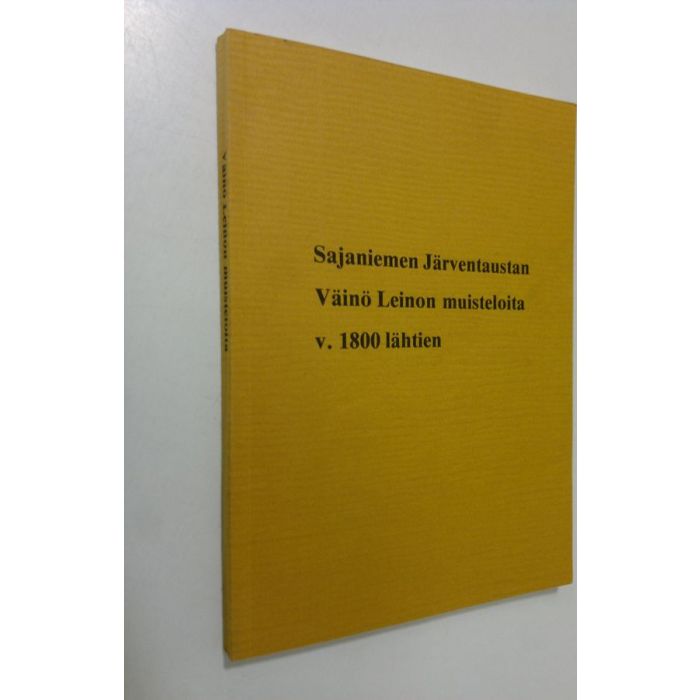 Sajaniemen Järventaustan
Väinö Leinon muisteloita
v. 1800 lähtien
Väinö Leinon muisteloita